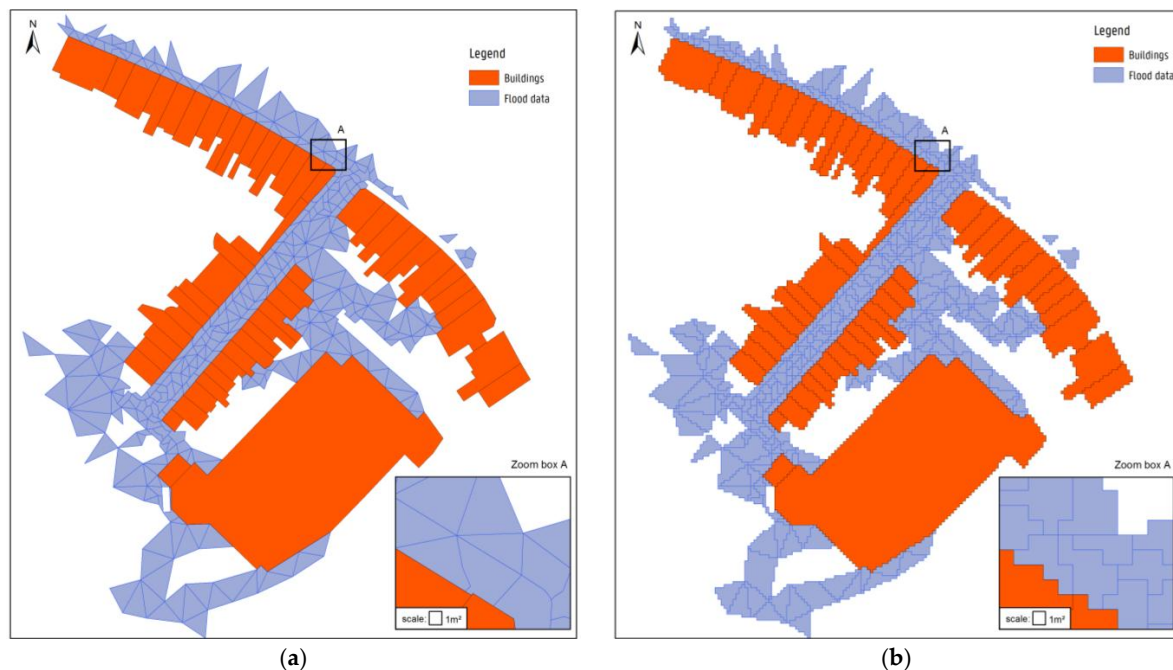 N
Legend
Buildings
Flood data
A
Zoom box A
scale: 1m²
(a)
N
Legend
Buildings
Flood data
A
Zoom box A
scale: 1m²
(b)